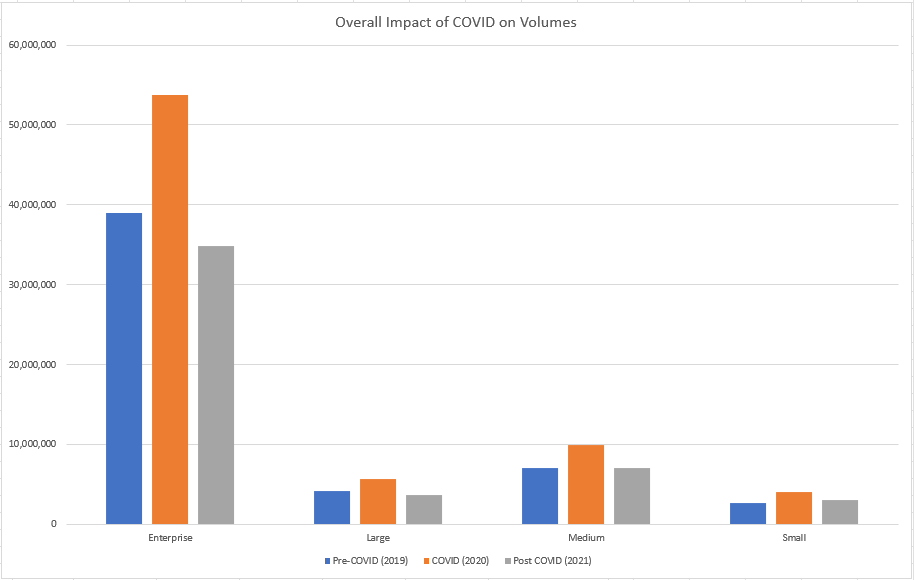 Overall Impact of COVID on Volumes
60,000,000
50,000,000
40,000,000
30,000,000
20,000,000
10,000,000
0
Enterprise Large Medium Small
Pre-COVID (2019) COVID (2020) Post COVID (2021)